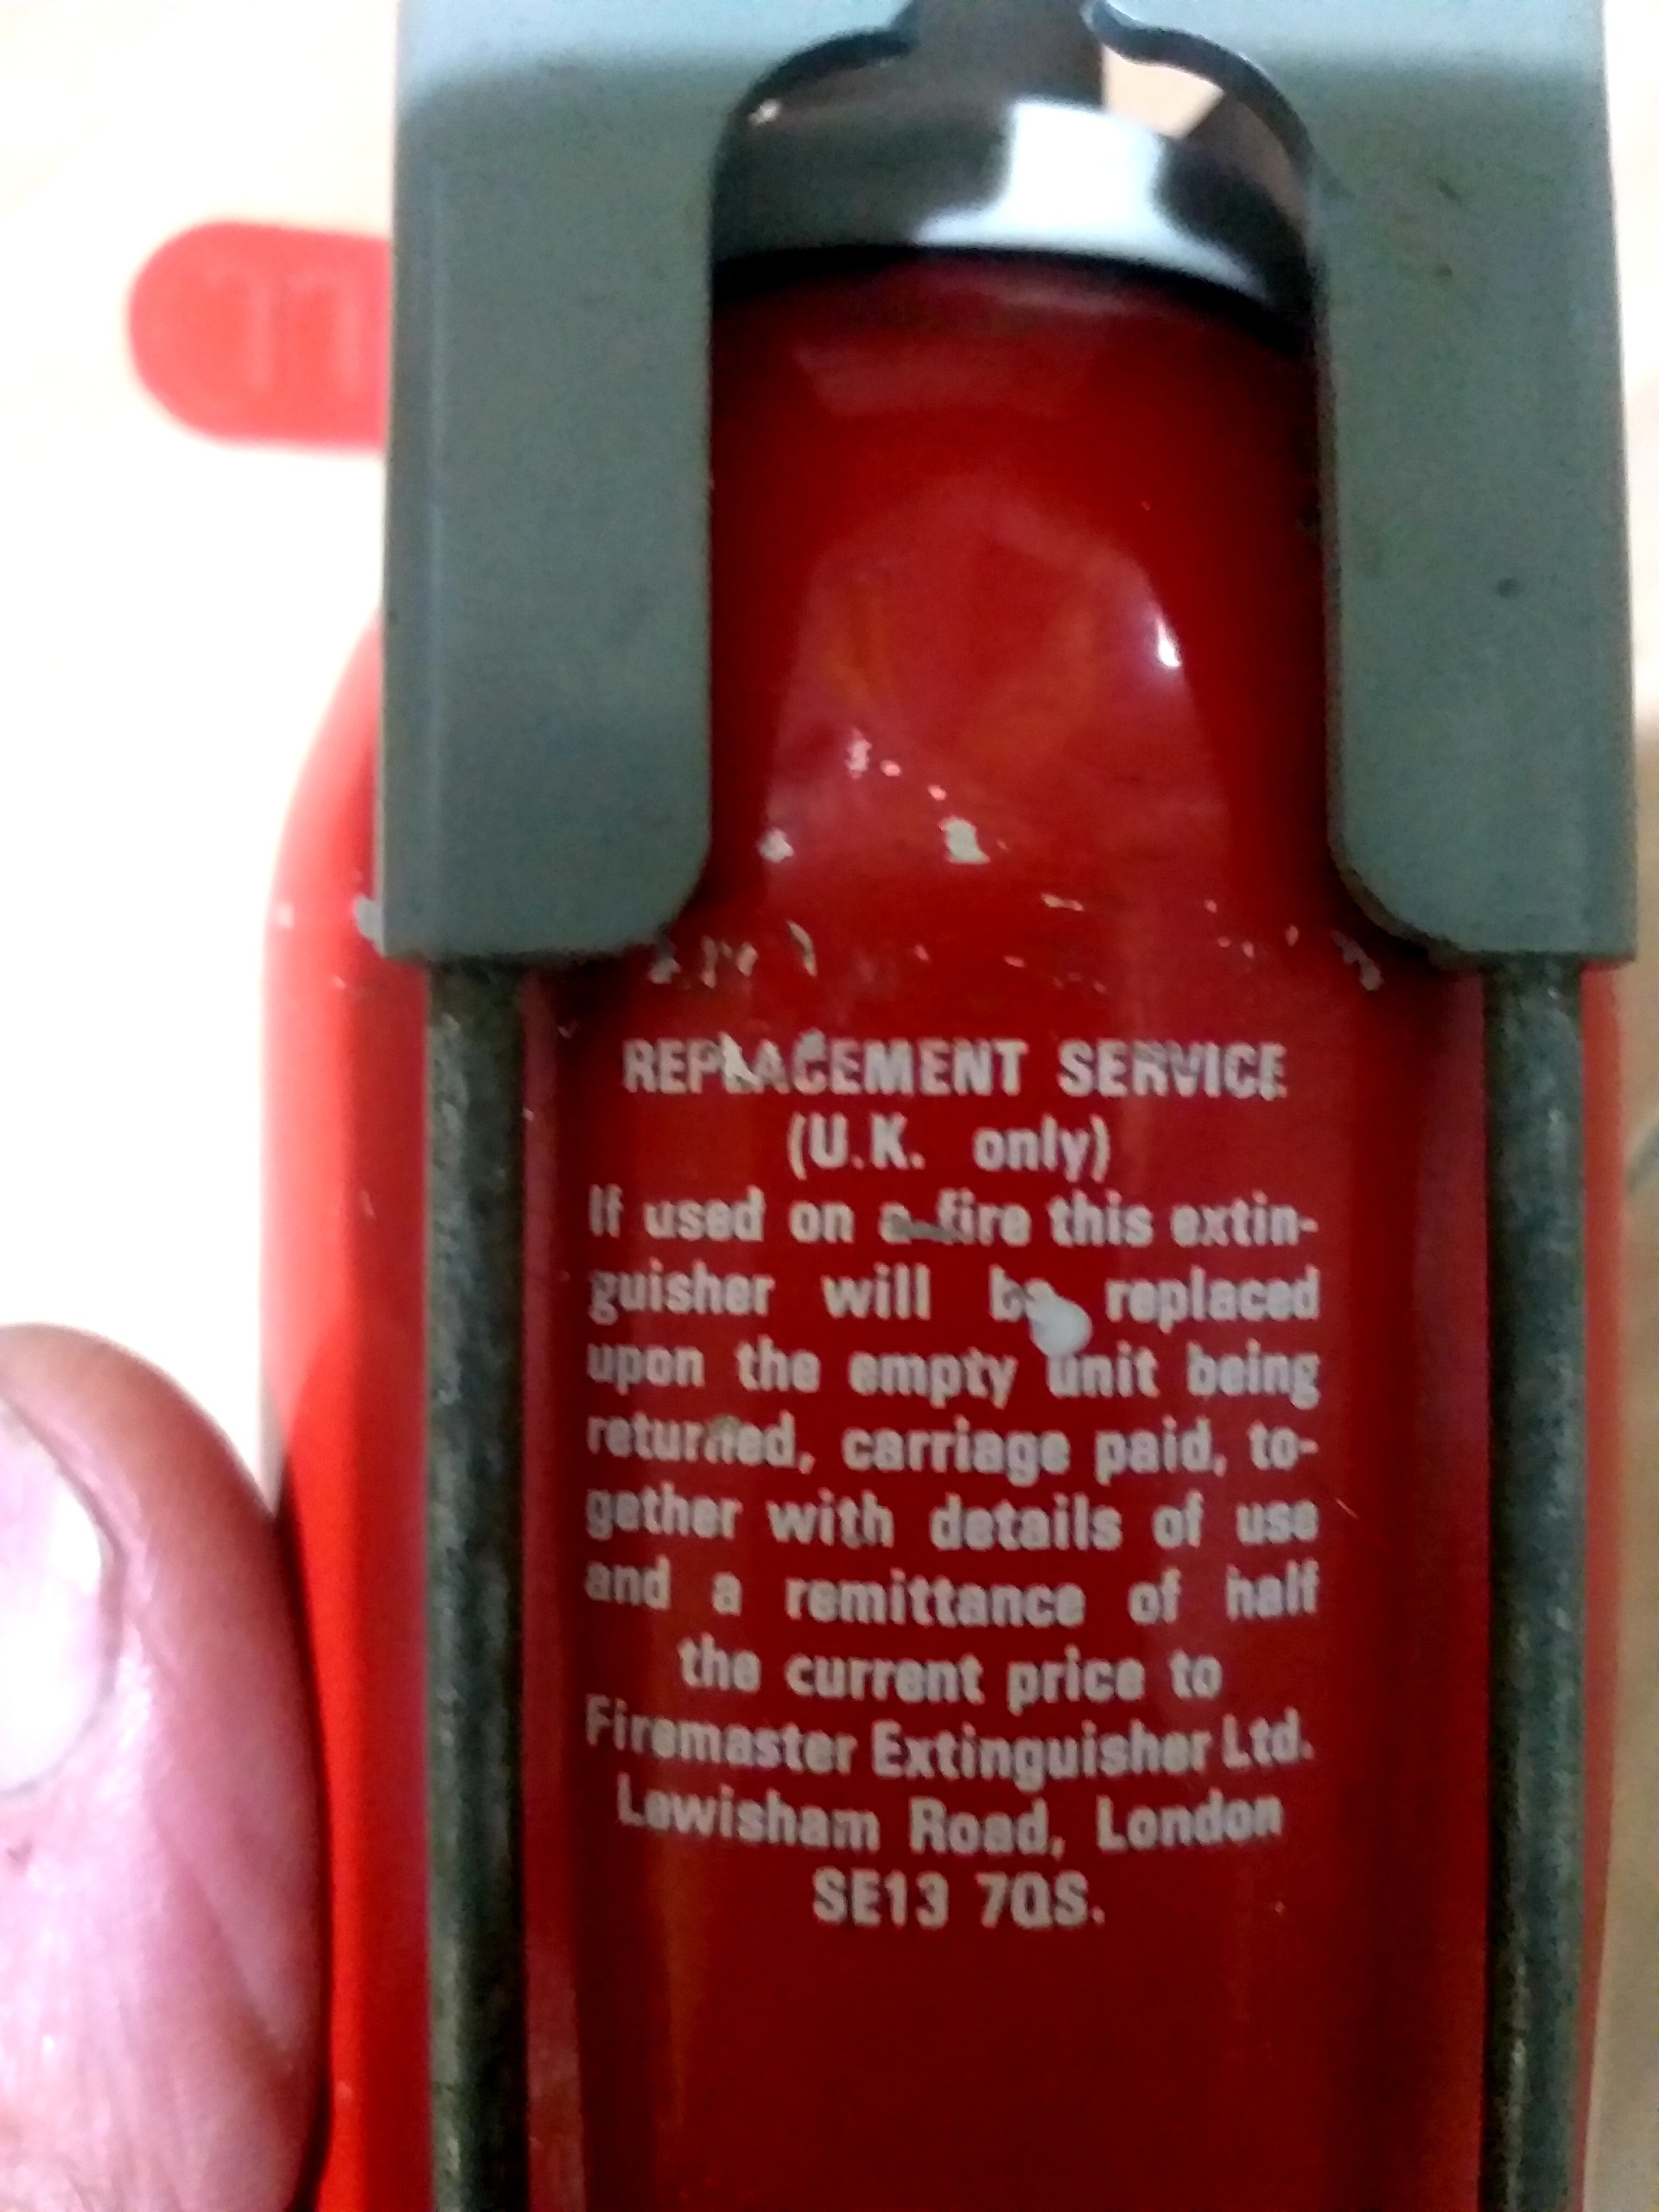 REPLACEMENT SERVICE
(U.K. only)
If used on a fire this extin-
guisher will be replaced
upon the empty unit being
returned, carriage paid, to-
gether with details of use
and a remittance of half
the current price to
Firemaster Extinguisher Ltd.
Lewisham Road, London
SE13 7QS.